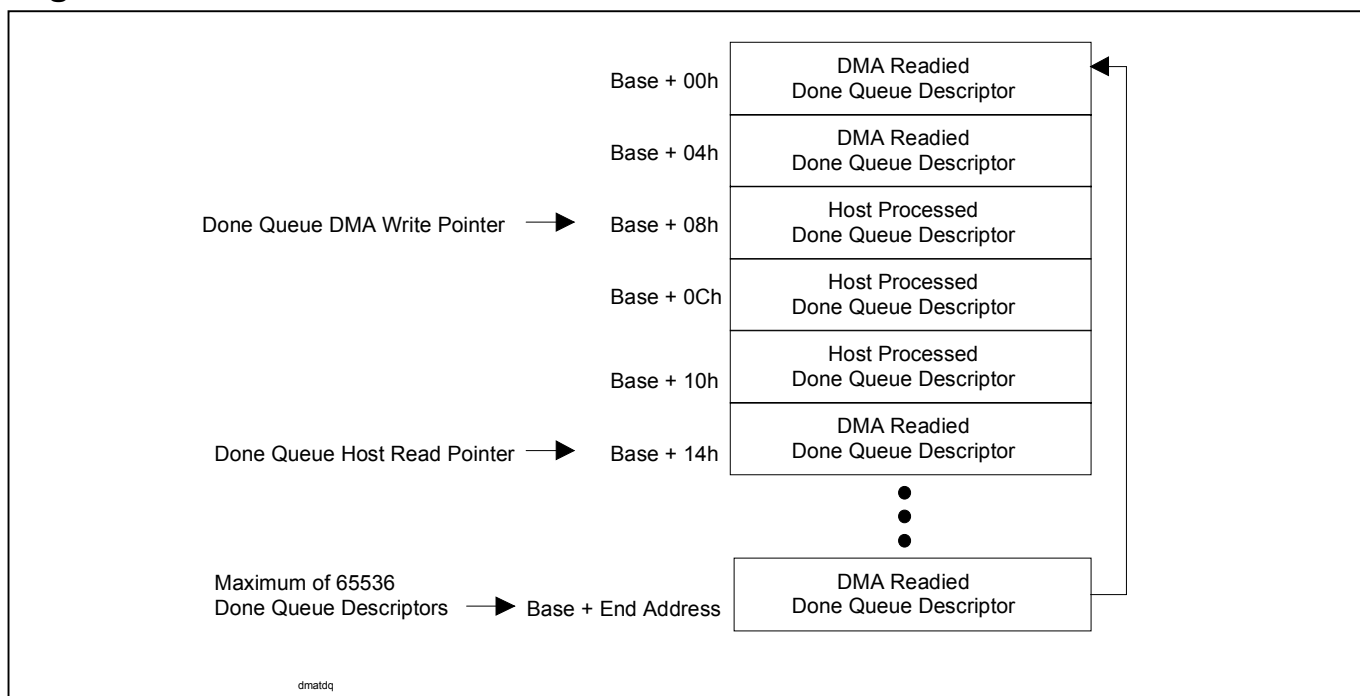 Base + 00h
DMA Readied
Done Queue Descriptor
Base + 04h
DMA Readied
Done Queue Descriptor
Done Queue DMA Write Pointer
Base + 08h
Host Processed
Done Queue Descriptor
Base + 0Ch
Host Processed
Done Queue Descriptor
Base + 10h
Host Processed
Done Queue Descriptor
Done Queue Host Read Pointer
Base + 14h
DMA Readied
Done Queue Descriptor
Maximum of 65536
Done Queue Descriptors
Base + End Address
DMA Readied
Done Queue Descriptor
dmatdq